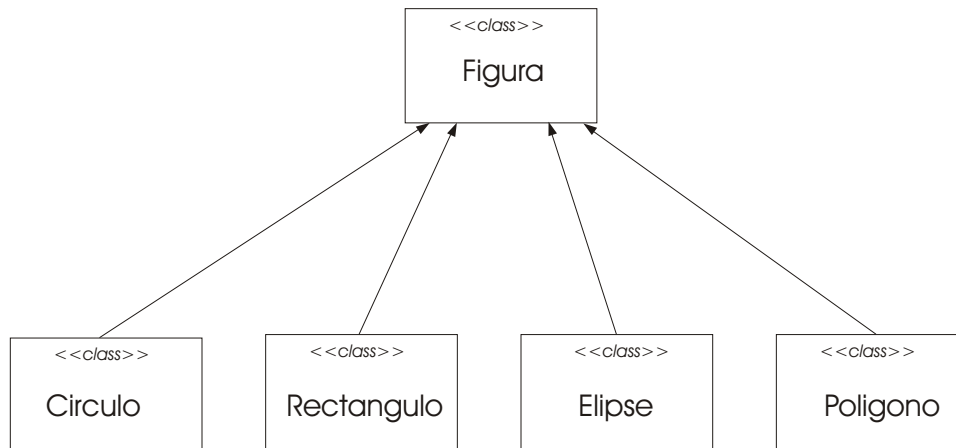 <<class>>
Figura
<<class>>
Circulo
<<class>>
Rectangulo
<<class>>
Elipse
<<class>>
Poligono